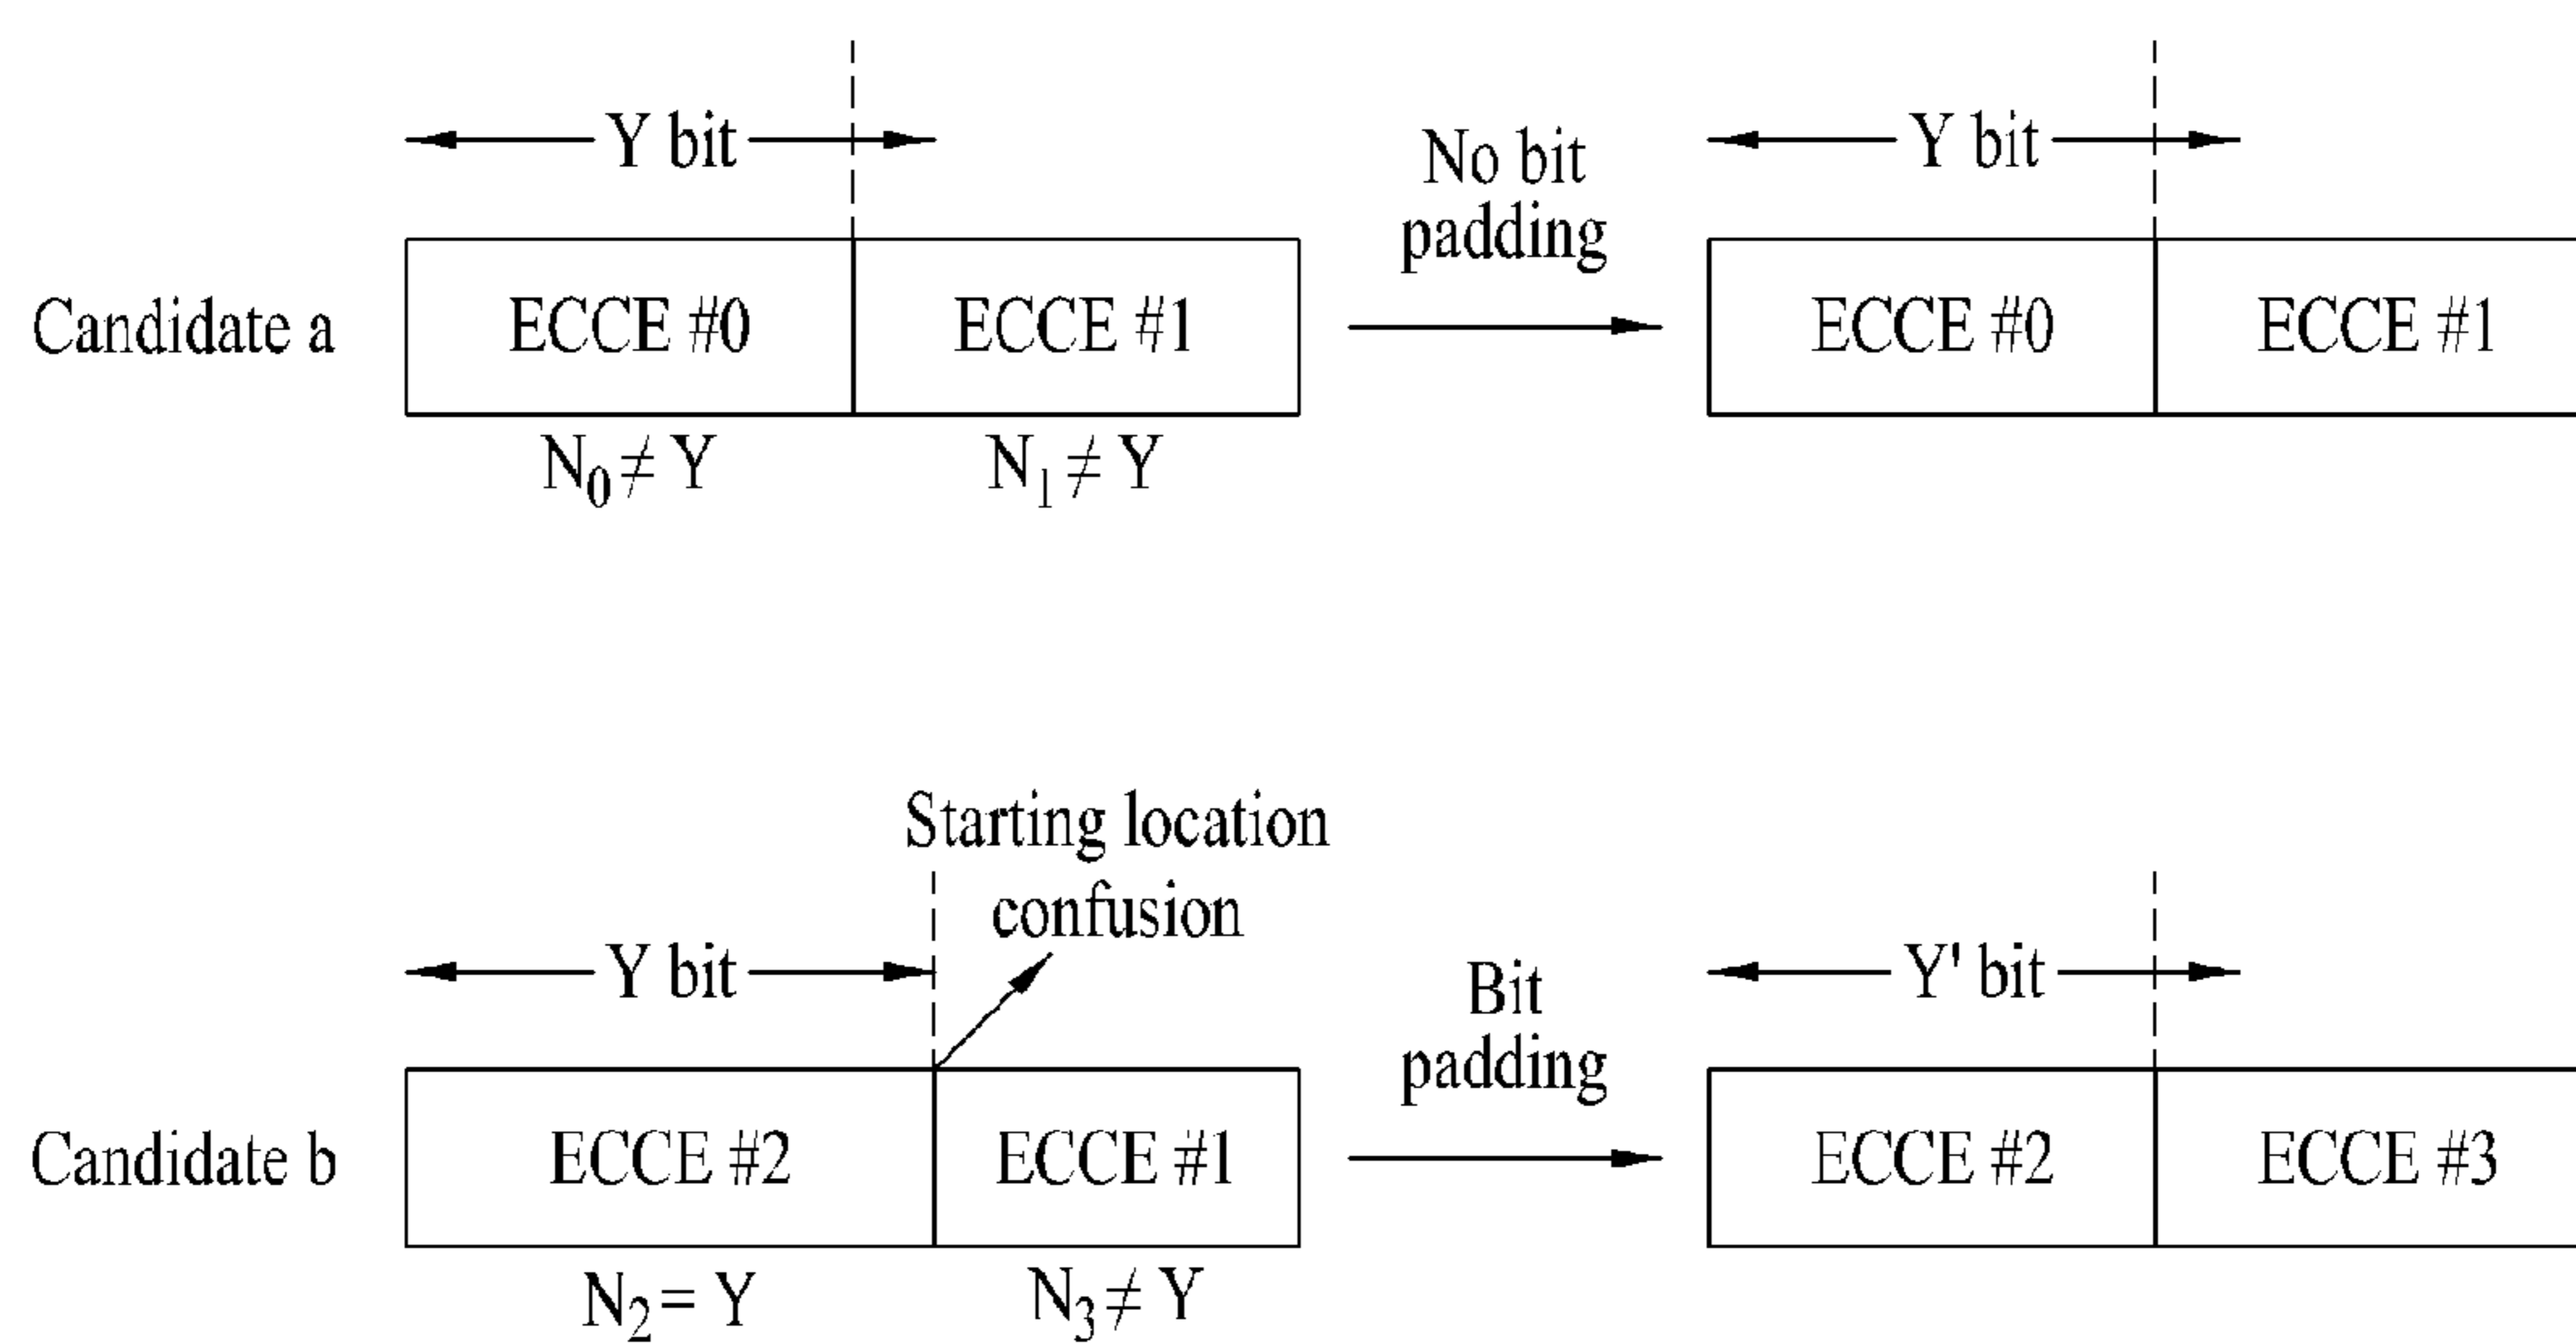 Y bit
No bit
padding
Y bit
Candidate a
ECCE #0
ECCE #1
ECCE #0
ECCE #1
N₀ ≠ Y
N₁ ≠ Y
Starting location
confusion
Y bit
Bit
padding
Y' bit
Candidate b
ECCE #2
ECCE #1
ECCE #2
ECCE #3
N₂ = Y
N₃ ≠ Y